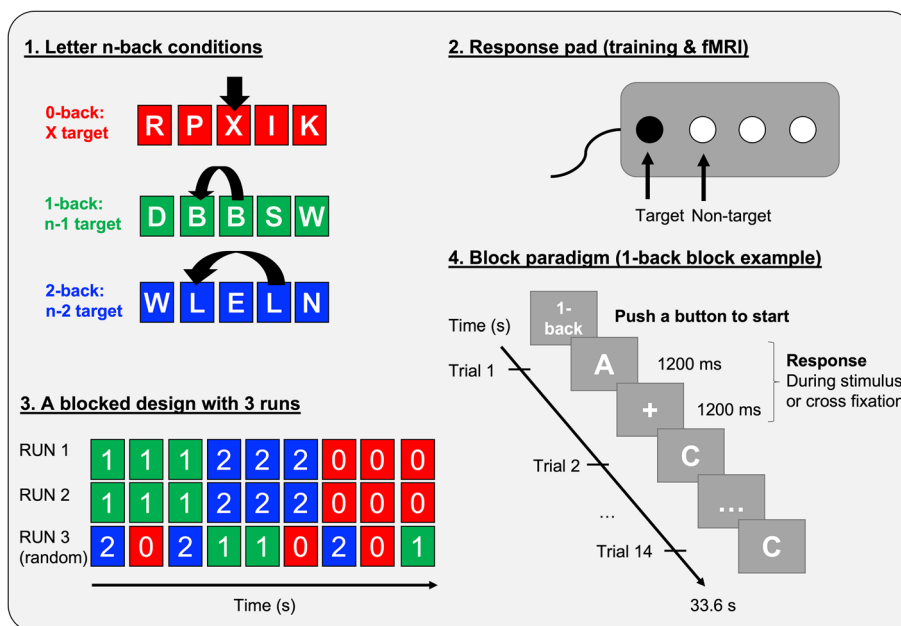 1. Letter n-back conditions
0-back:
X target
R P X I K
1-back:
n-1 target
D B B S W
2-back:
n-2 target
W L E L N
2. Response pad (training & fMRI)
Target Non-target
3. A blocked design with 3 runs
RUN 1 1 1 1 2 2 2 0 0 0
RUN 2 1 1 1 2 2 2 0 0 0
RUN 3
(random)
2 0 2 1 1 0 2 0 1
Time (s)
4. Block paradigm (1-back block example)
1-
back
Push a button to start
Time (s)
Trial 1
A
1200 ms
Response
During stimulus
or cross fixation
+
1200 ms
Trial 2
C
...
...
Trial 14
C
33.6 s